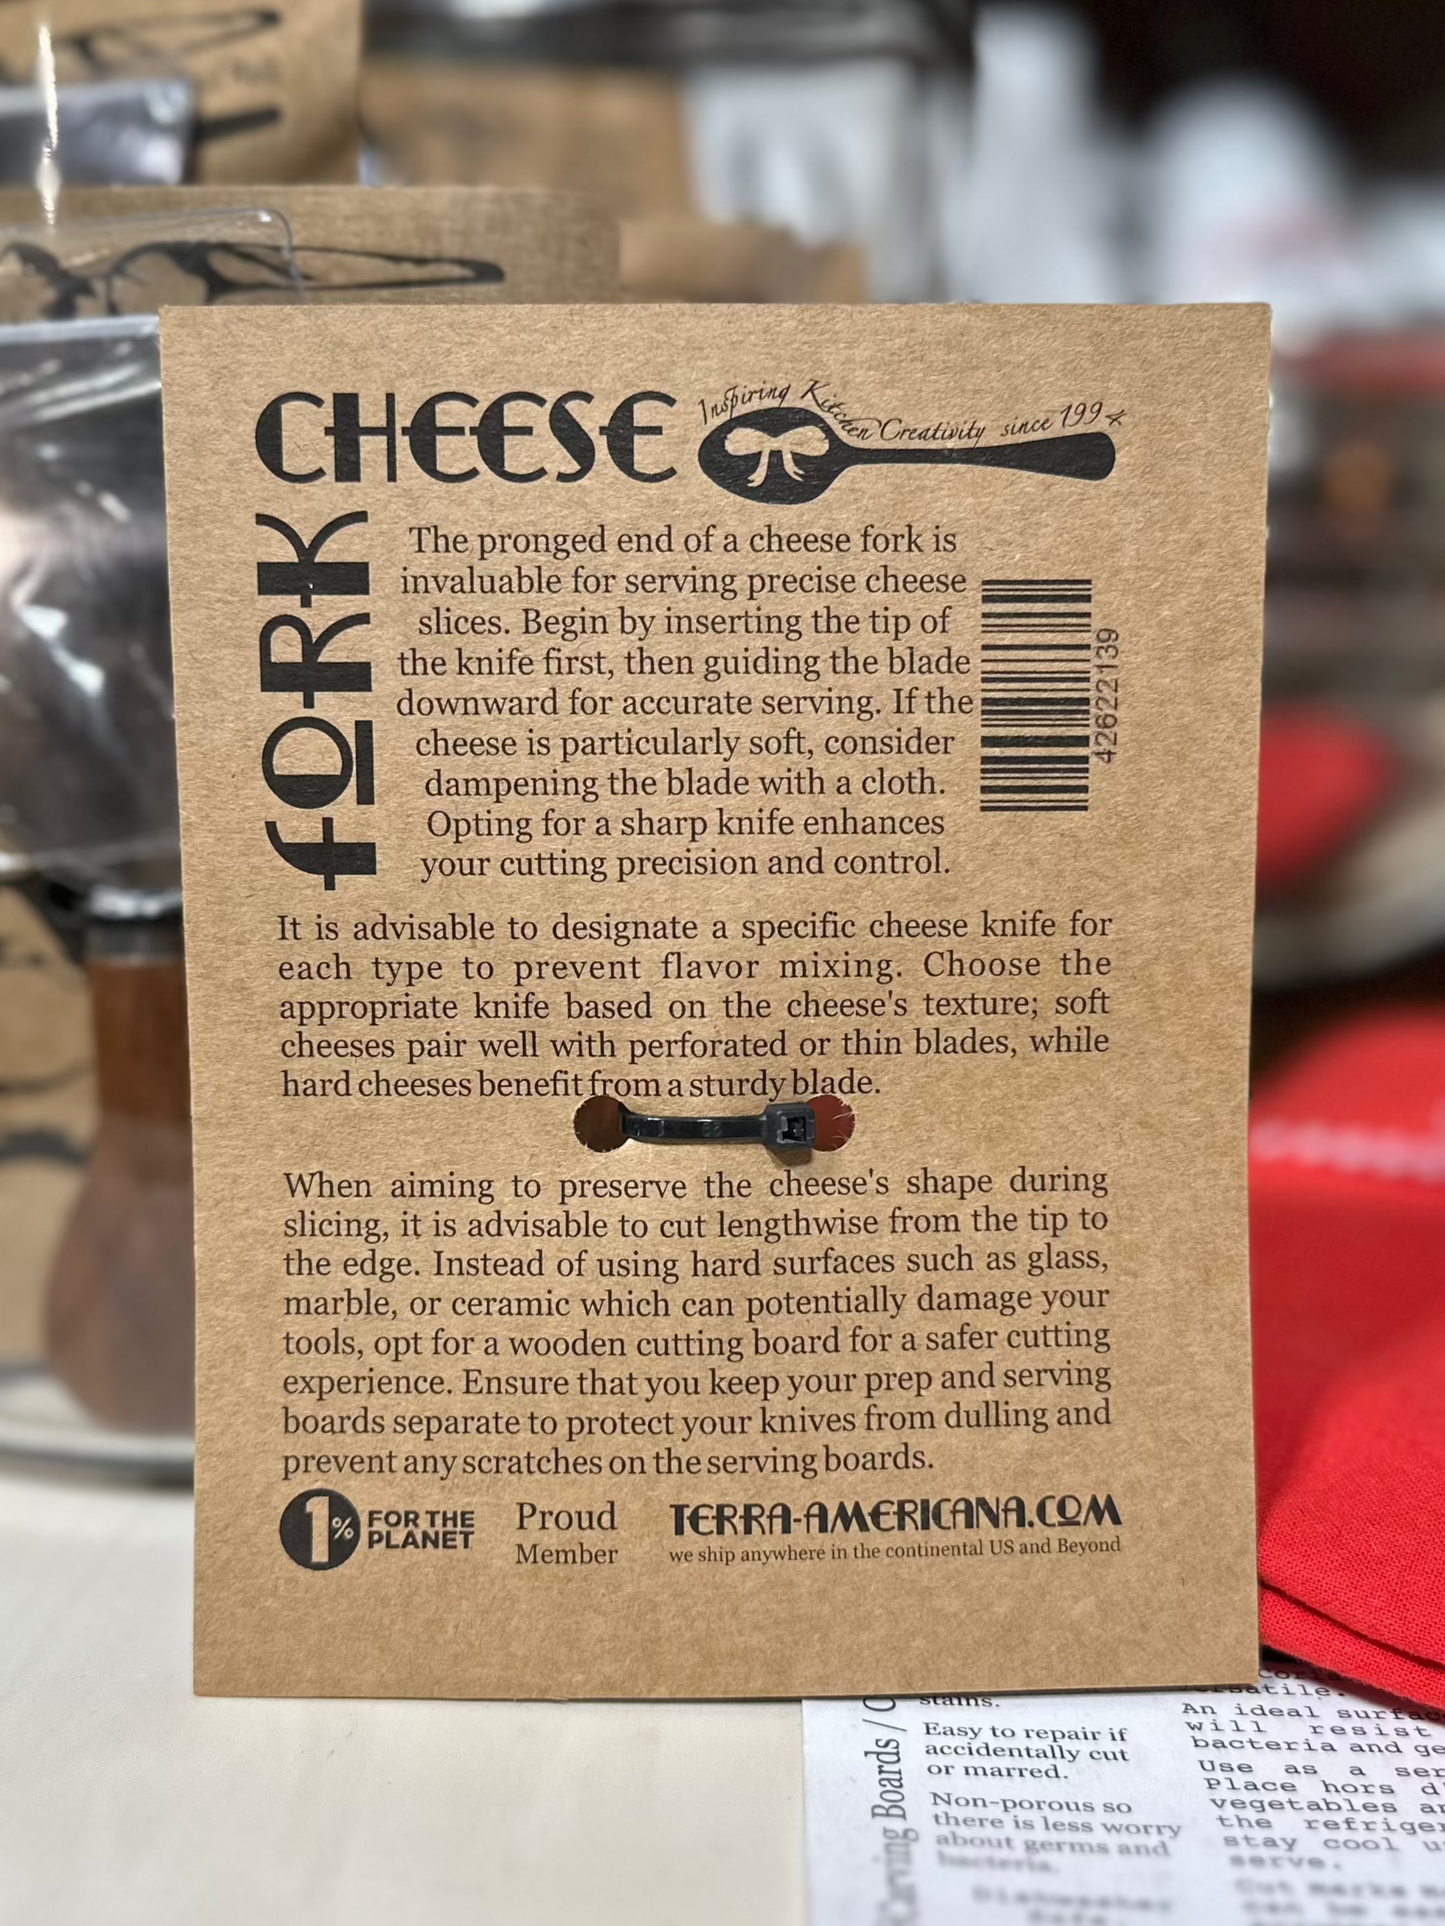 CHEESE
Inspiring Kitchen Creativity since 1994
FORK
The pronged end of a cheese fork is
invaluable for serving precise cheese
slices. Begin by inserting the tip of
the knife first, then guiding the blade
downward for accurate serving. If the
cheese is particularly soft, consider
dampening the blade with a cloth.
Opting for a sharp knife enhances
your cutting precision and control.
42622139
It is advisable to designate a specific cheese knife for
each type to prevent flavor mixing. Choose the
appropriate knife based on the cheese's texture; soft
cheeses pair well with perforated or thin blades, while
hard cheeses benefit from a sturdy blade.
When aiming to preserve the cheese's shape during
slicing, it is advisable to cut lengthwise from the tip to
the edge. Instead of using hard surfaces such as glass,
marble, or ceramic which can potentially damage your
tools, opt for a wooden cutting board for a safer cutting
experience. Ensure that you keep your prep and serving
boards separate to protect your knives from dulling and
prevent any scratches on the serving boards.
1%
FOR THE
PLANET
Proud
Member
TERRA-AMERICANA.COM
we ship anywhere in the continental US and Beyond
Carving Boards /
stains.
Easy to repair if
accidentally cut
or marred.
Non-porous so
there is less worry
about germs and
bacteria.
An ideal
will resist
bacteria and
Use as a
Place hors
vegetables
the
stay cool
serve.